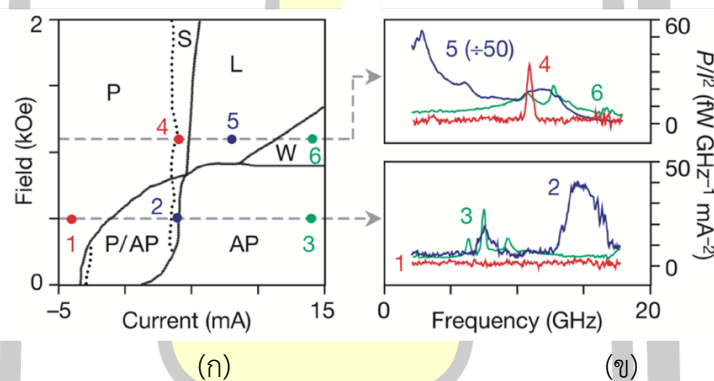 2
S
P
L
4
5
W
6
2
1
P/AP
AP
3
0
Field (kOe)
–5
Current (mA)
15
(ก)
60
5 (÷50)
4
6
0
50
2
3
1
0
0
Frequency (GHz)
20
P/I² (fW GHz⁻¹ mA⁻²)
(ข)